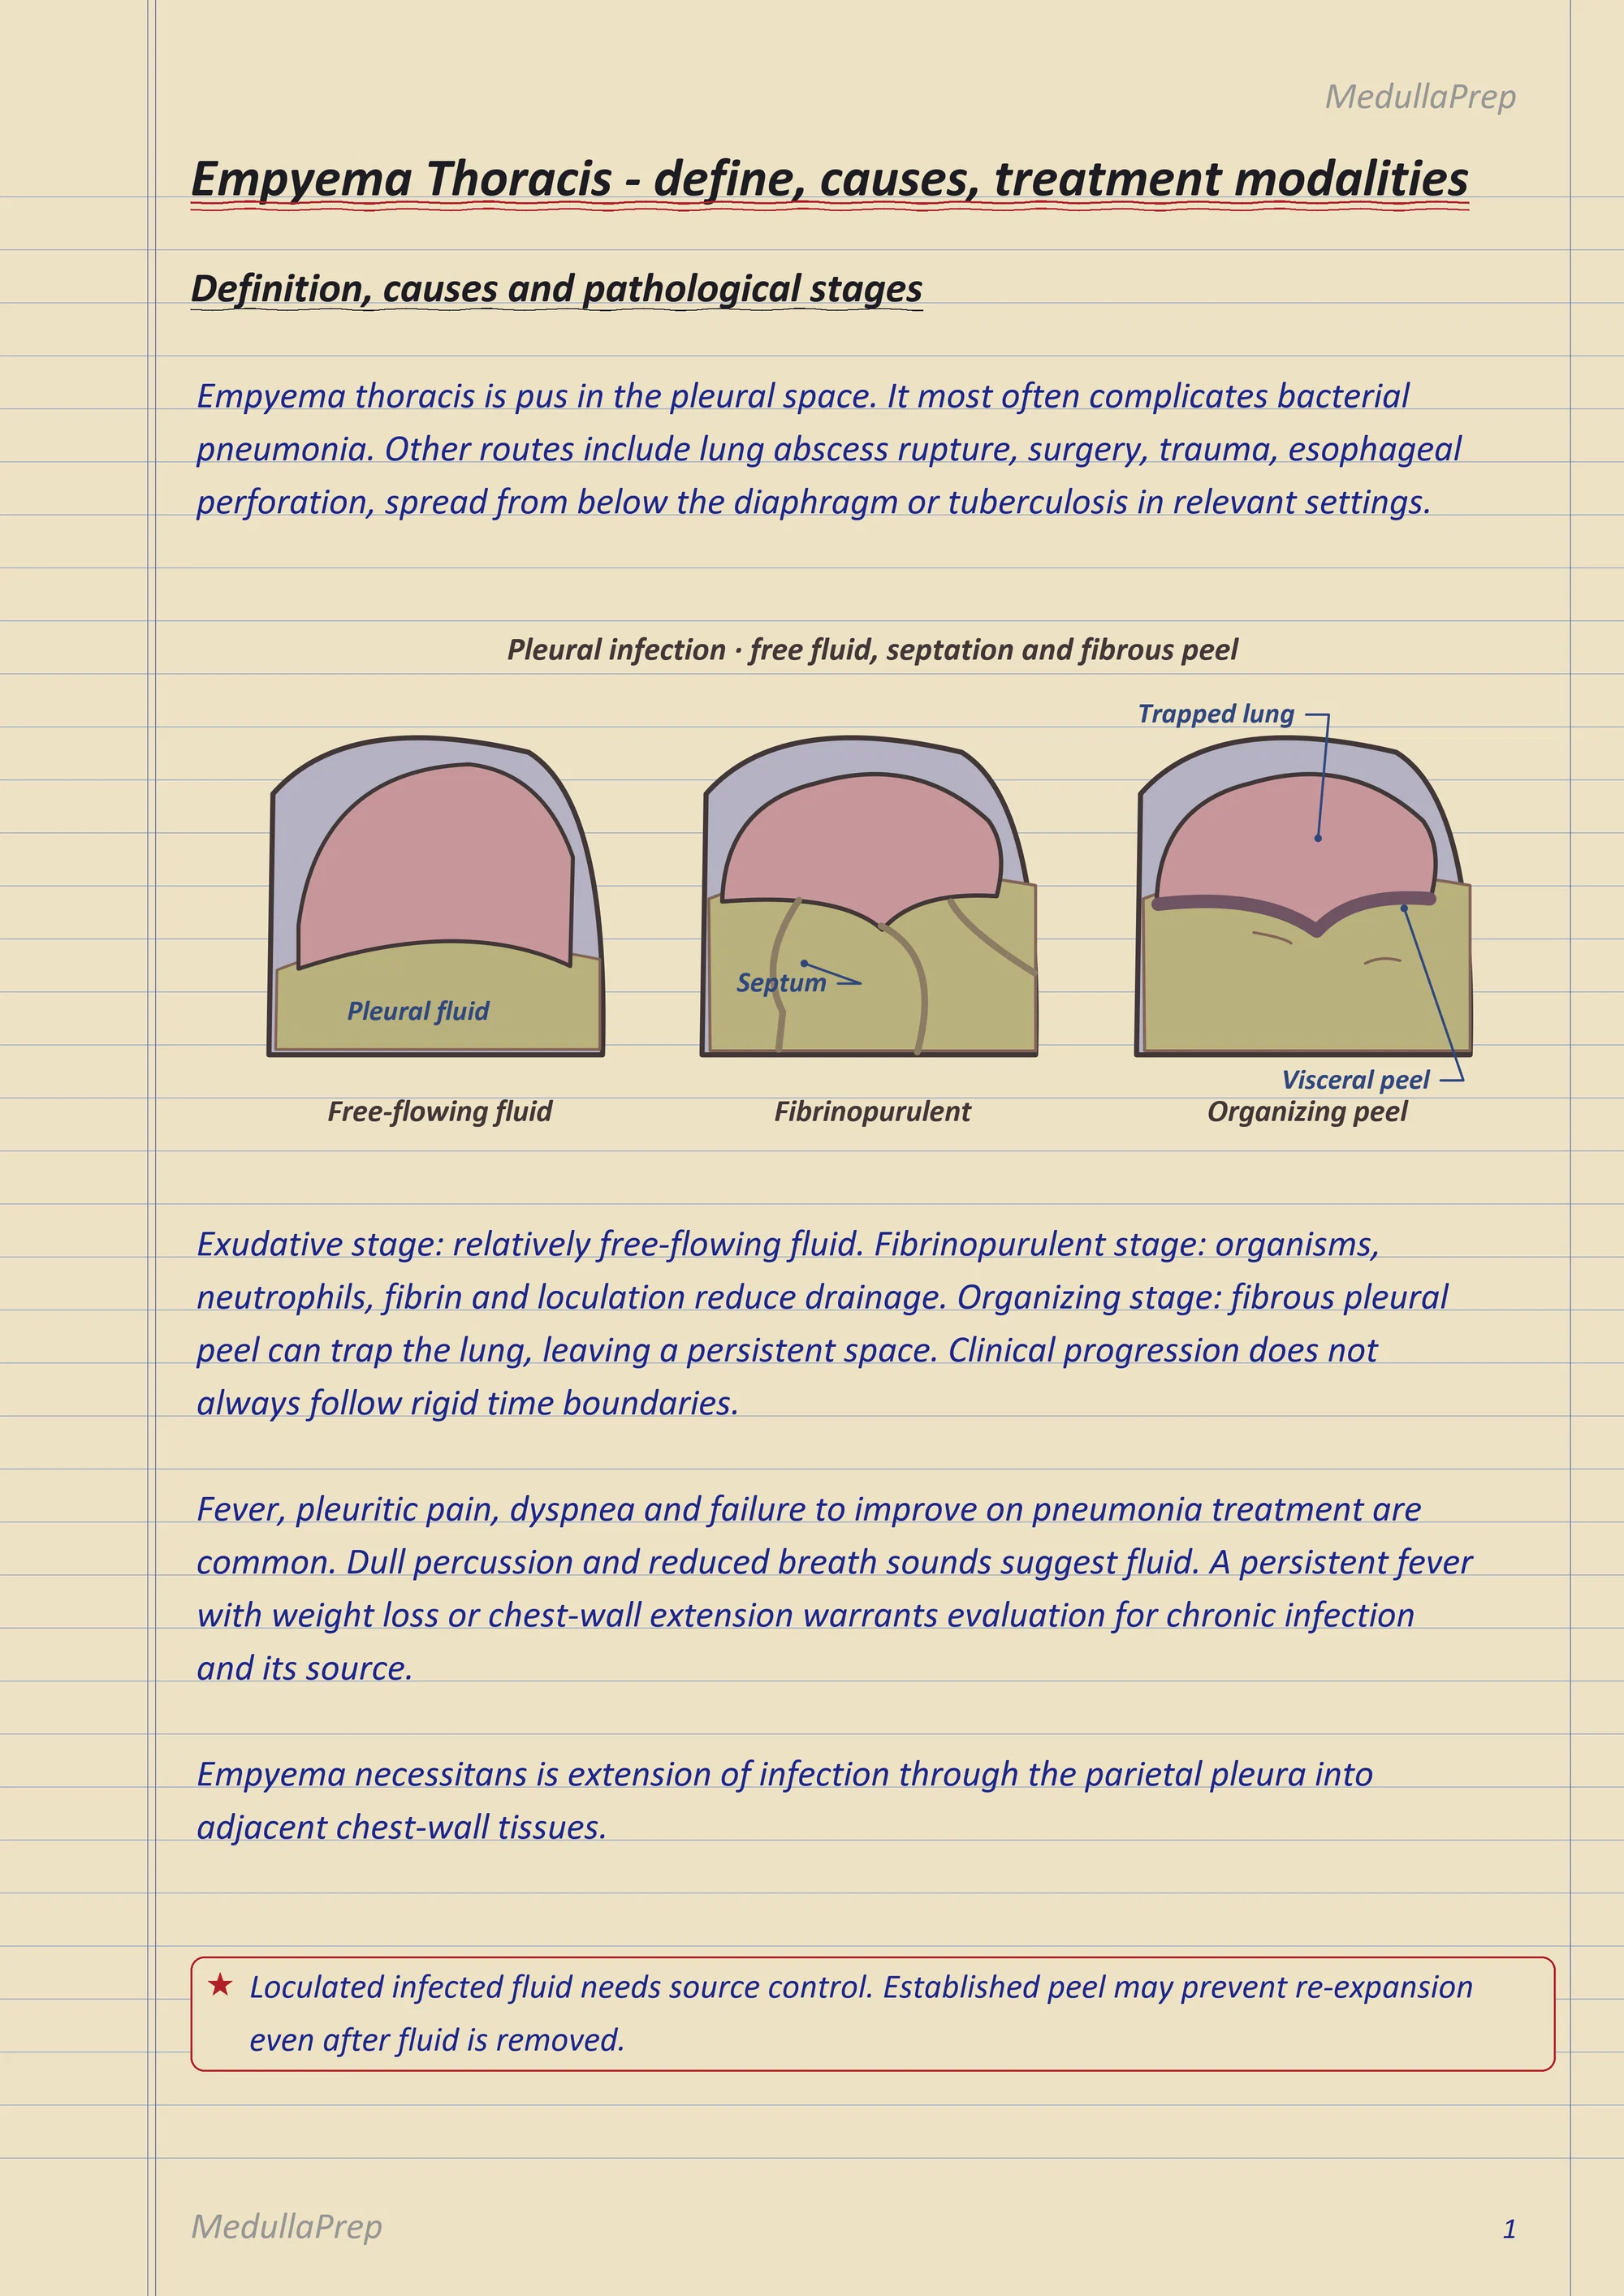 MedullaPrep
Empyema Thoracis - define, causes, treatment modalities
Definition, causes and pathological stages
Empyema thoracis is pus in the pleural space. It most often complicates bacterial
pneumonia. Other routes include lung abscess rupture, surgery, trauma, esophageal
perforation, spread from below the diaphragm or tuberculosis in relevant settings.
Pleural infection · free fluid, septation and fibrous peel
Trapped lung
Septum
Pleural fluid
Visceral peel
Free-flowing fluid
Fibrinopurulent
Organizing peel
Exudative stage: relatively free-flowing fluid. Fibrinopurulent stage: organisms,
neutrophils, fibrin and loculation reduce drainage. Organizing stage: fibrous pleural
peel can trap the lung, leaving a persistent space. Clinical progression does not
always follow rigid time boundaries.
Fever, pleuritic pain, dyspnea and failure to improve on pneumonia treatment are
common. Dull percussion and reduced breath sounds suggest fluid. A persistent fever
with weight loss or chest-wall extension warrants evaluation for chronic infection
and its source.
Empyema necessitans is extension of infection through the parietal pleura into
adjacent chest-wall tissues.
★ Loculated infected fluid needs source control. Established peel may prevent re-expansion
even after fluid is removed.
MedullaPrep
1